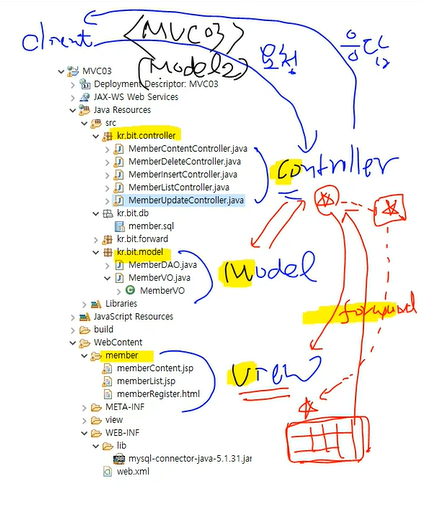 client
<MVC03>
(Model2)
요청
응답
MVC03
Deployment Descriptor: MVC03
JAX-WS Web Services
Java Resources
src
kr.bit.controller
MemberContentController.java
MemberDeleteController.java
MemberInsertController.java
MemberListController.java
MemberUpdateController.java
kr.bit.db
member.sql
kr.bit.forward
kr.bit.model
MemberDAO.java
MemberVO.java
MemberVO
Libraries
JavaScript Resources
build
WebContent
member
memberContent.jsp
memberList.jsp
memberRegister.html
META-INF
view
WEB-INF
lib
mysql-connector-java-5.1.31.jar
web.xml
Controller
Model
forward
View